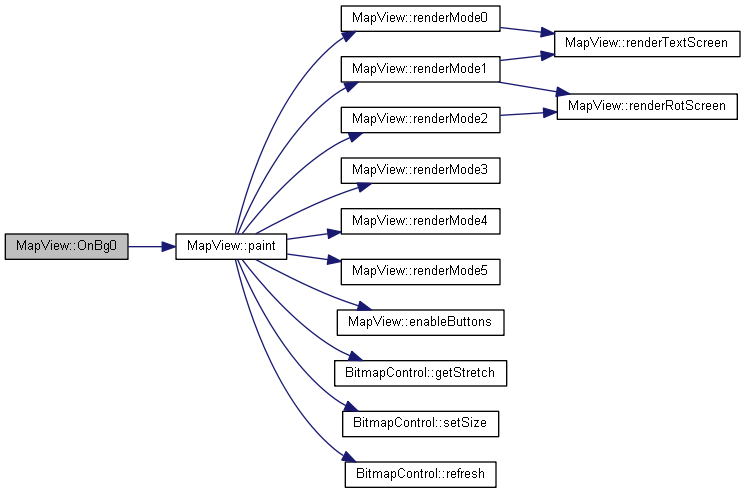 MapView::renderMode0
MapView::renderTextScreen
MapView::renderMode1
MapView::renderRotScreen
MapView::renderMode2
MapView::renderMode3
MapView::renderMode4
MapView::OnBg0
MapView::paint
MapView::renderMode5
MapView::enableButtons
BitmapControl::getStretch
BitmapControl::setSize
BitmapControl::refresh